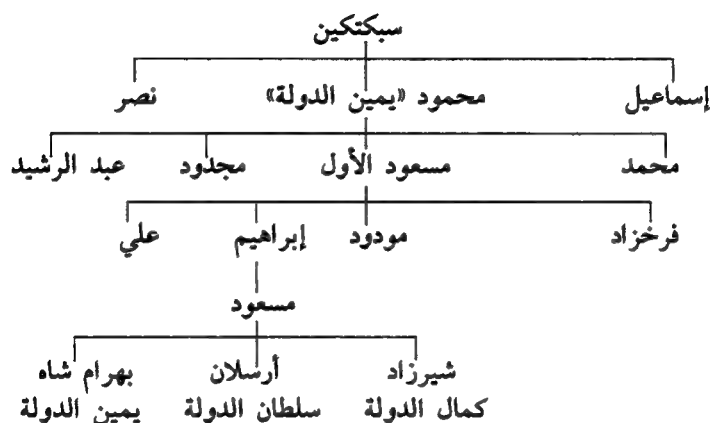 سبكتكين
إسماعيل محمود «يمين الدولة» نصر
محمد مسعود الأول مجدود عبد الرشيد
فرخزاد مودود إبراهيم علي
مسعود
شيرزاد أرسلان بهرام شاه
كمال الدولة سلطان الدولة يمين الدولة